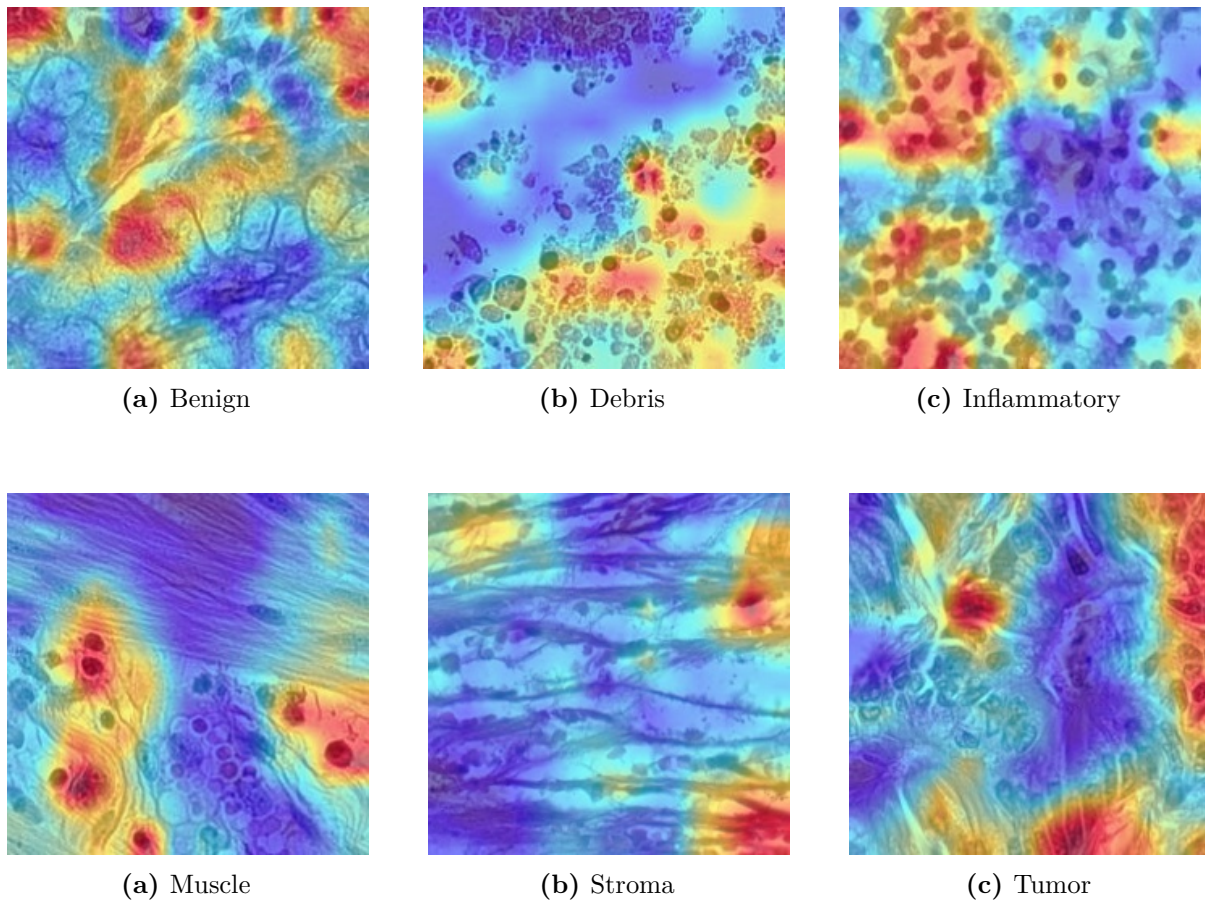 (a) Benign
(b) Debris
(c) Inflammatory
(a) Muscle
(b) Stroma
(c) Tumor